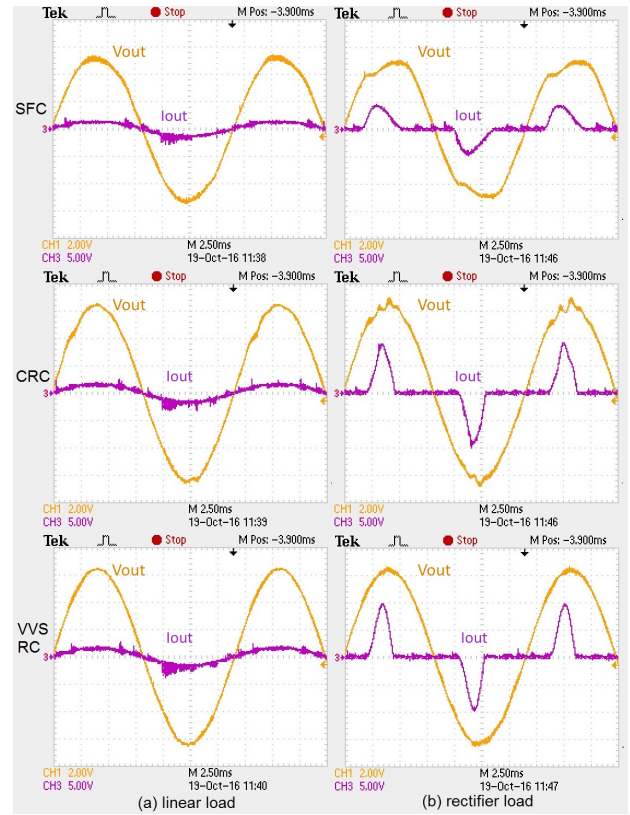 Tek Stop M Pos: -3.900ms
Vout
SFC
Iout
3
CH1 2.00V M 2.50ms
CH3 5.00V 19-Oct-16 11:38
Tek Stop M Pos: -3.900ms
Vout
Iout
3
CH1 2.00V M 2.50ms
CH3 5.00V 19-Oct-16 11:46
Tek Stop M Pos: -3.900ms
Vout
CRC
Iout
3
CH1 2.00V M 2.50ms
CH3 5.00V 19-Oct-16 11:39
Tek Stop M Pos: -3.900ms
Vout
Iout
3
CH1 2.00V M 2.50ms
CH3 5.00V 19-Oct-16 11:46
Tek Stop M Pos: -3.900ms
Vout
VVS
RC
Iout
3
CH1 2.00V M 2.50ms
CH3 5.00V 19-Oct-16 11:40
(a) linear load
Tek Stop M Pos: -3.900ms
Vout
Iout
3
CH1 2.00V M 2.50ms
CH3 5.00V 19-Oct-16 11:47
(b) rectifier load